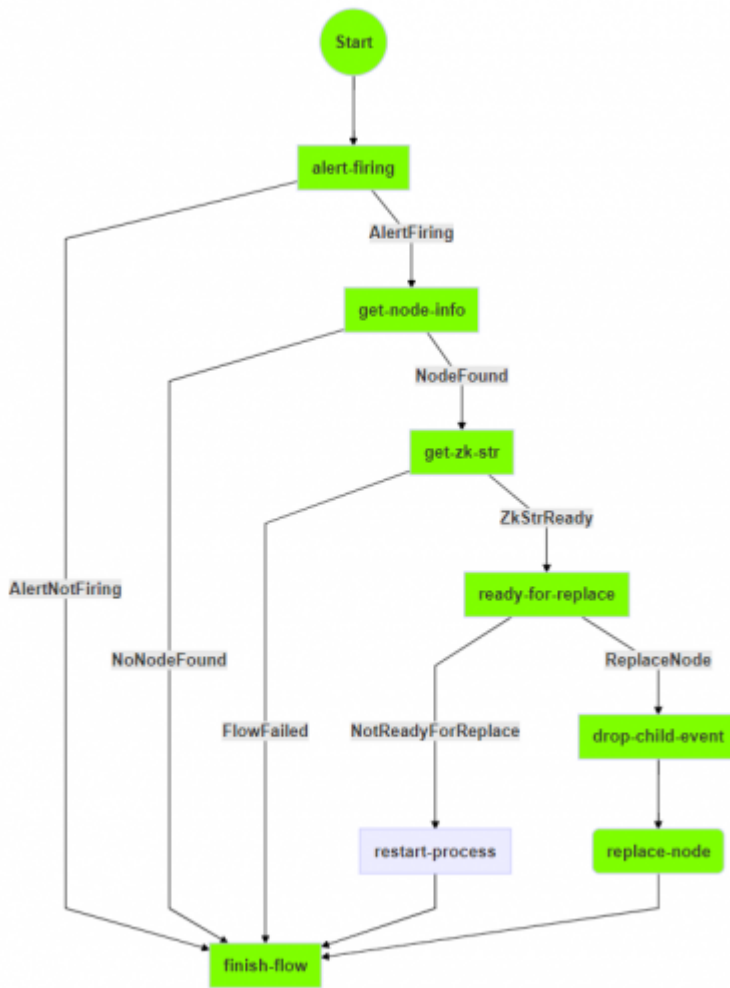 Start
alert-firing
AlertFiring
get-node-info
NodeFound
get-zk-str
ZkStrReady
AlertNotFiring
ready-for-replace
NoNodeFound
ReplaceNode
FlowFailed
NotReadyForReplace
drop-child-event
restart-process
replace-node
finish-flow